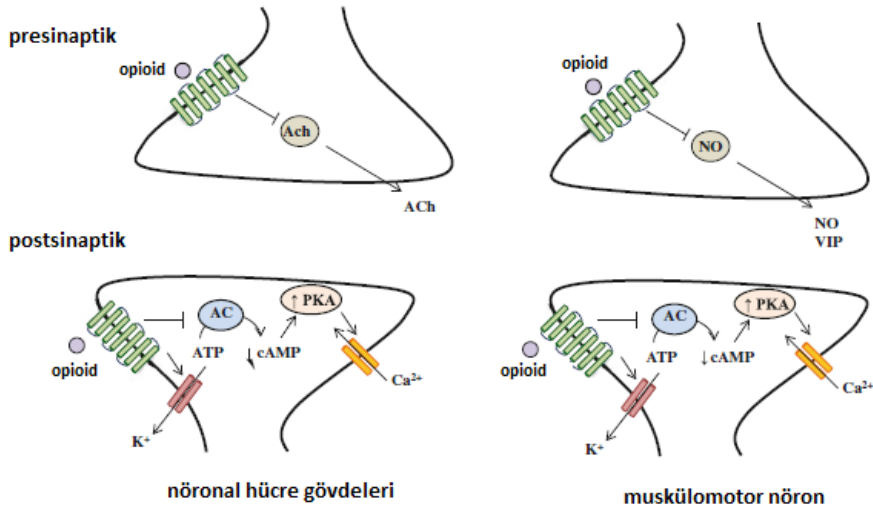 presinaptik
opioid
Ach
ACh
opioid
NO
NO
VIP
postsinaptik
AC
↑ PKA
ATP
↓ cAMP
opioid
Ca²⁺
K⁺
AC
↑ PKA
ATP
↓ cAMP
opioid
Ca²⁺
K⁺
nöronal hücre gövdeleri
muskülomotor nöron